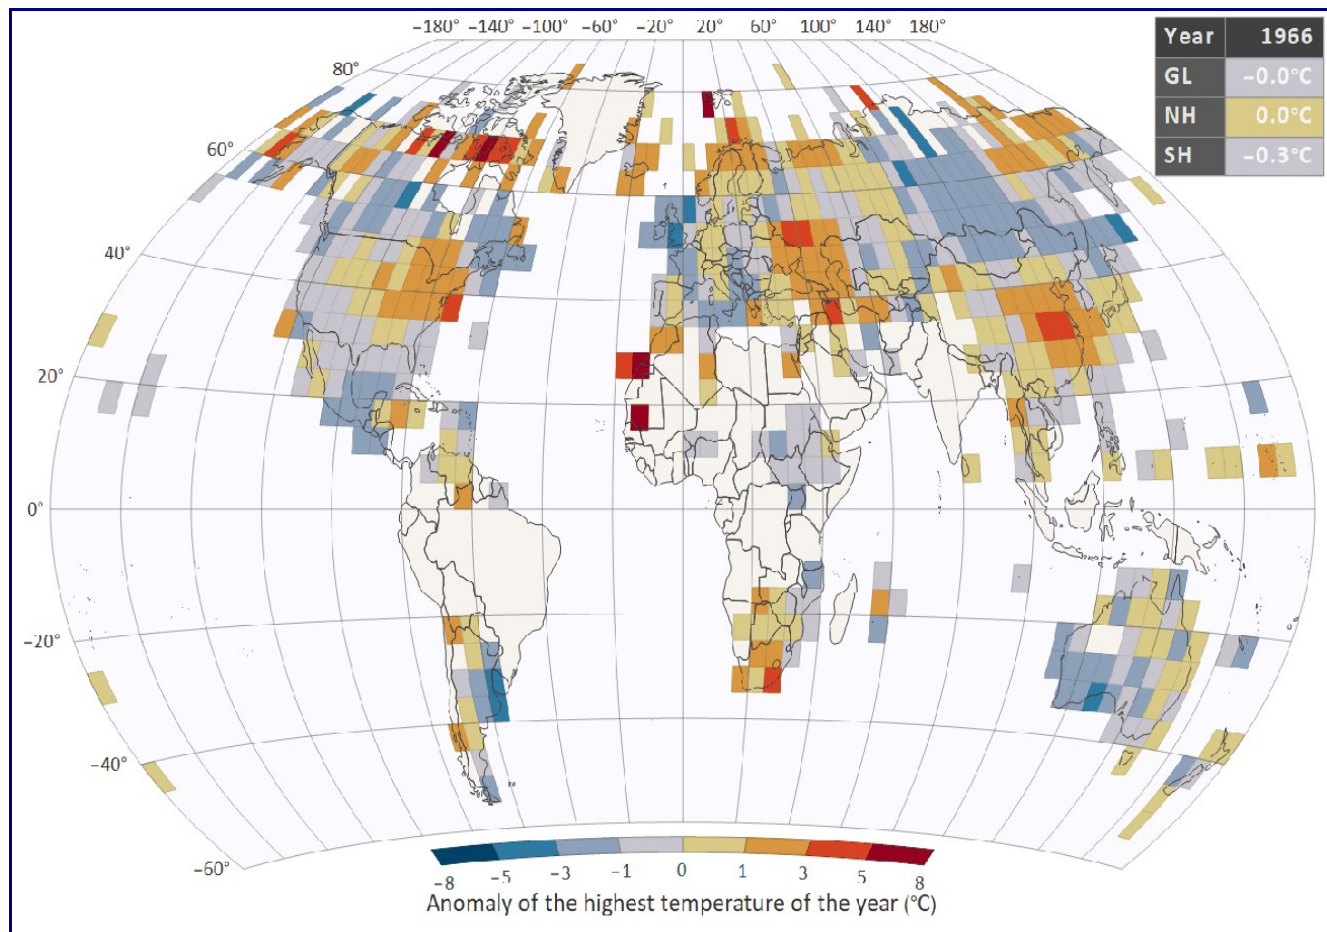 −180° −140° −100° −60° −20° 20° 60° 100° 140° 180°
Year 1966
GL −0.0°C
NH 0.0°C
SH −0.3°C
80°
60°
40°
20°
0°
−20°
−40°
−60°
−8 −5 −3 −1 0 1 3 5 8
Anomaly of the highest temperature of the year (°C)